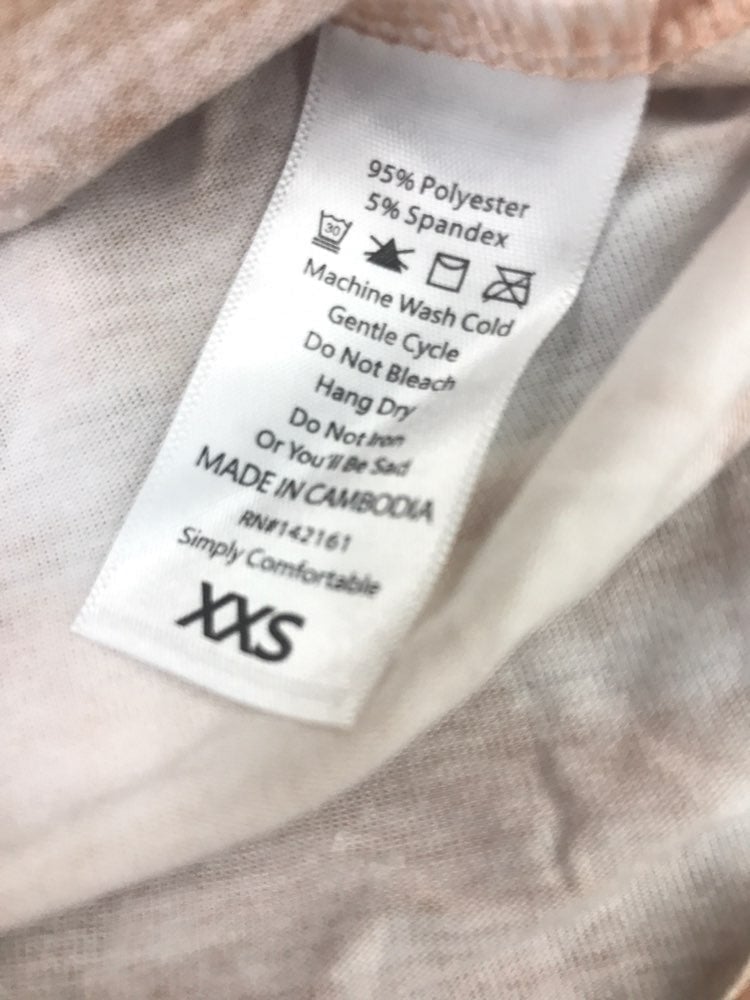 95% Polyester
5% Spandex
30
Machine Wash Cold
Gentle Cycle
Do Not Bleach
Hang Dry
Do Not Iron
Or You'll Be Sad
MADE IN CAMBODIA
RN#142161
Simply Comfortable
XXS